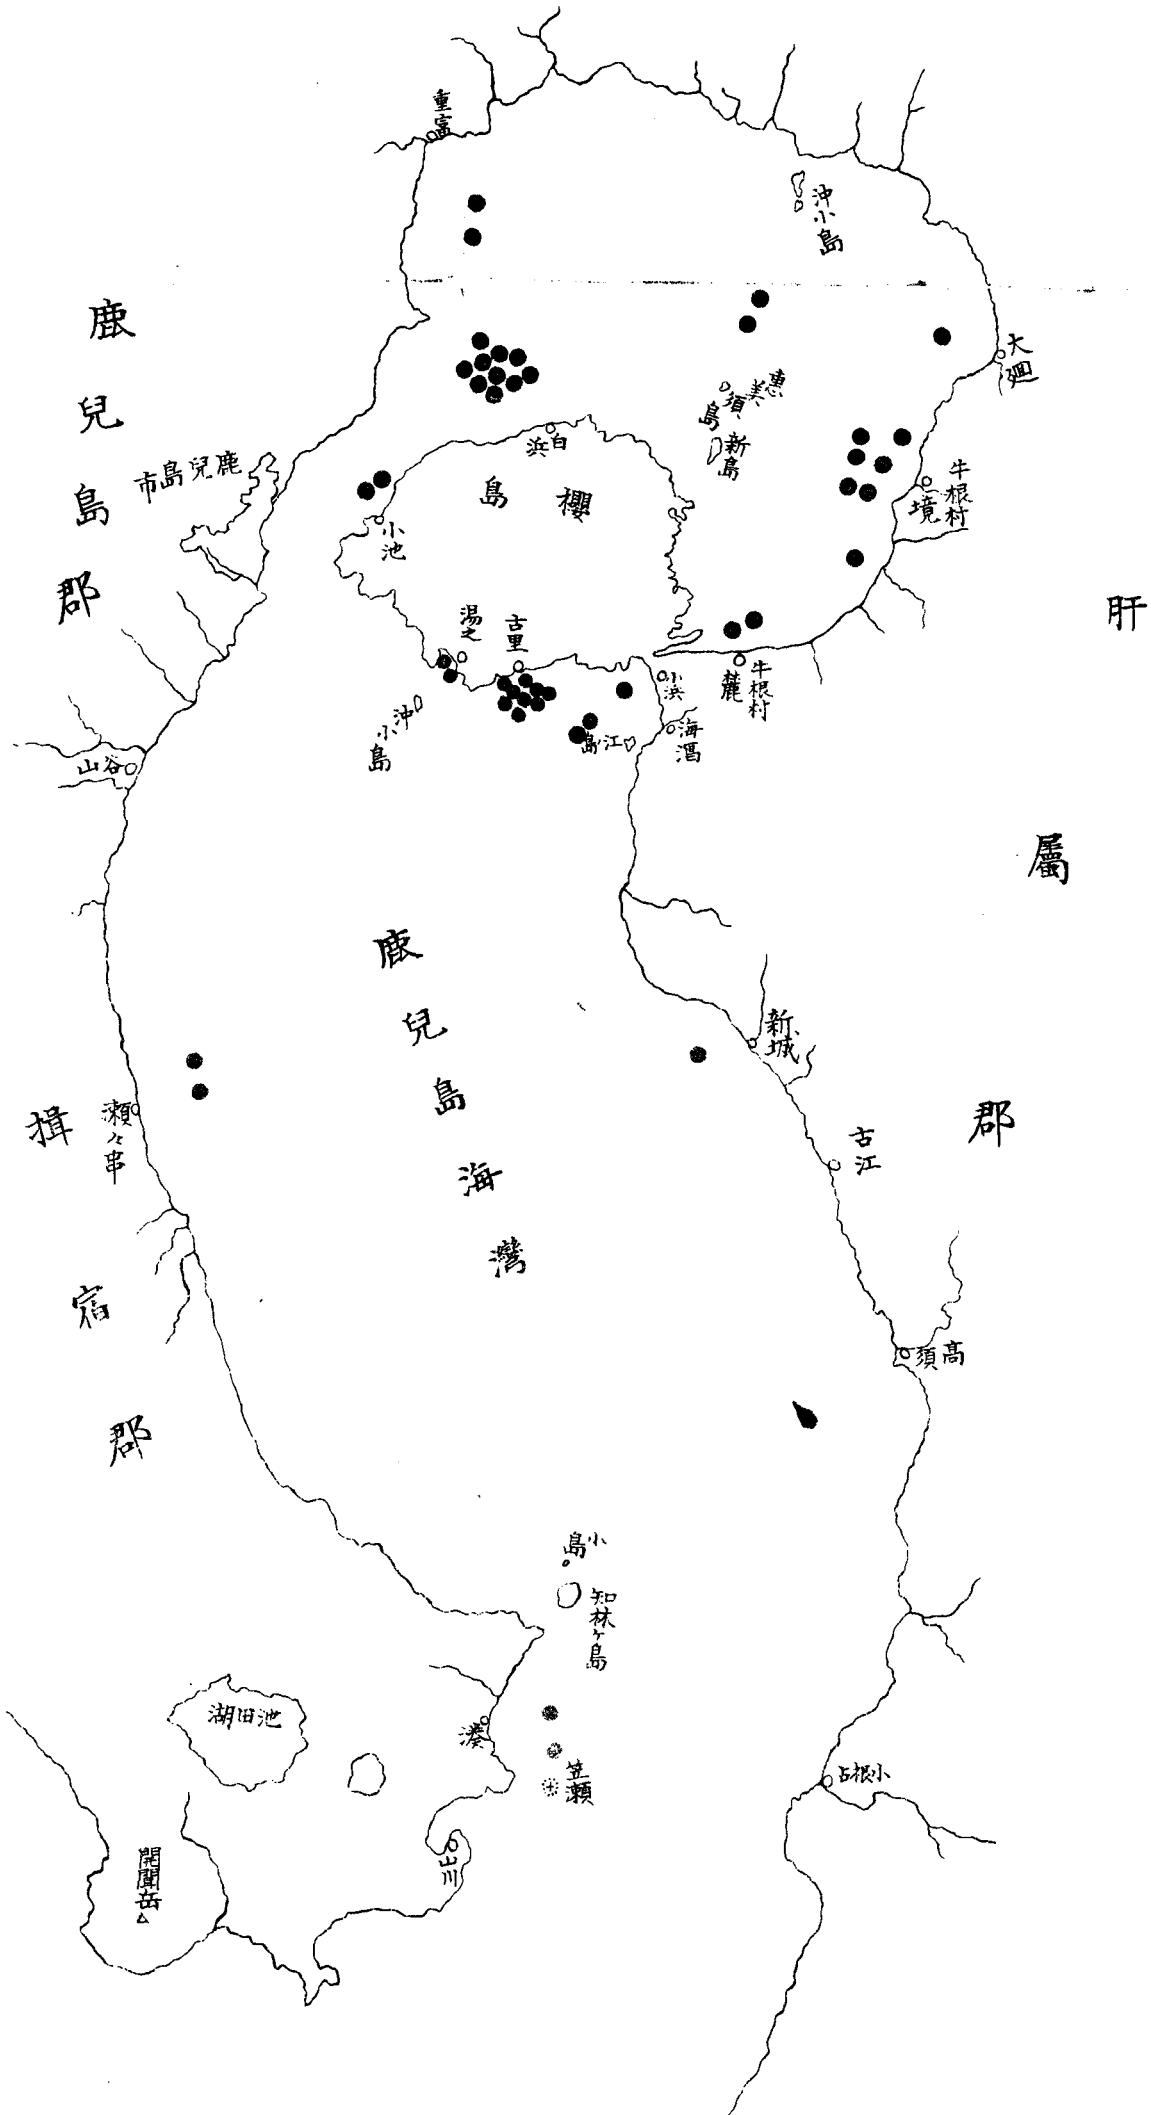 重富
沖小島
鹿兒島郡
大廻
惠美須島
新島
鹿兒島市
白浜
櫻島
牛根村
境
小池
肝屬郡
湯之
古里
小浜
麓
牛根村
沖小島
江ノ島
海潟
谷山
鹿兒島海灣
新城
揖宿郡
瀬々串
古江
高須
小島
知林ヶ島
池田湖
湊
笠瀬
小根占
山川
開聞岳